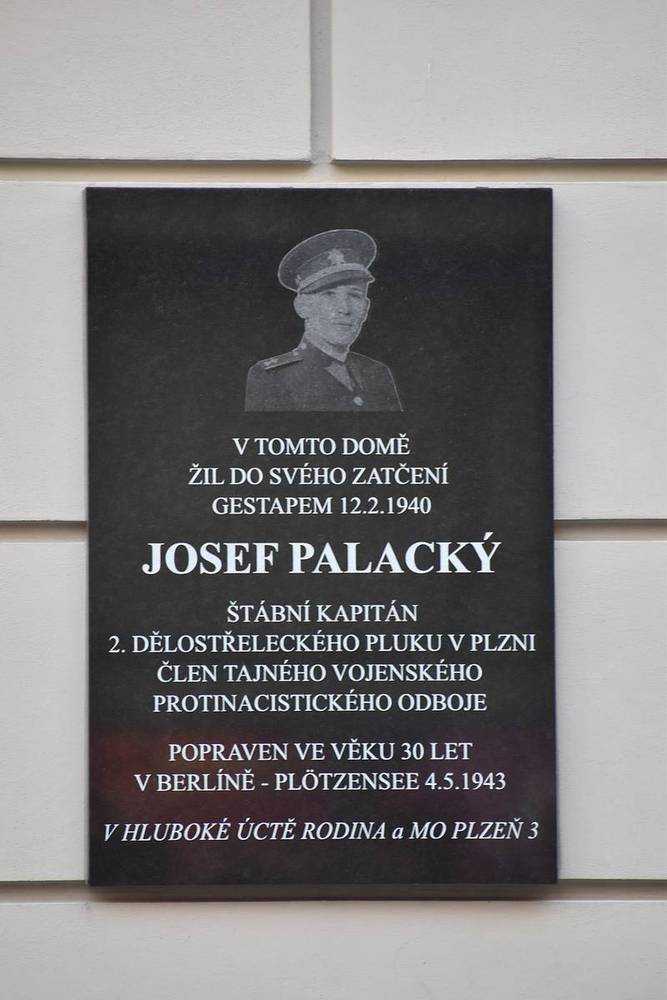 V TOMTO DOMĚ
ŽIL DO SVÉHO ZATČENÍ
GESTAPEM 12.2.1940
JOSEF PALACKÝ
ŠTÁBNÍ KAPITÁN
2. DĚLOSTŘELECKÉHO PLUKU V PLZNI
ČLEN TAJNÉHO VOJENSKÉHO
PROTINACISTICKÉHO ODBOJE
POPRAVEN VE VĚKU 30 LET
V BERLÍNĚ - PLÖTZENSEE 4.5.1943
V HLUBOKÉ ÚCTĚ RODINA a MO PLZEŇ 3